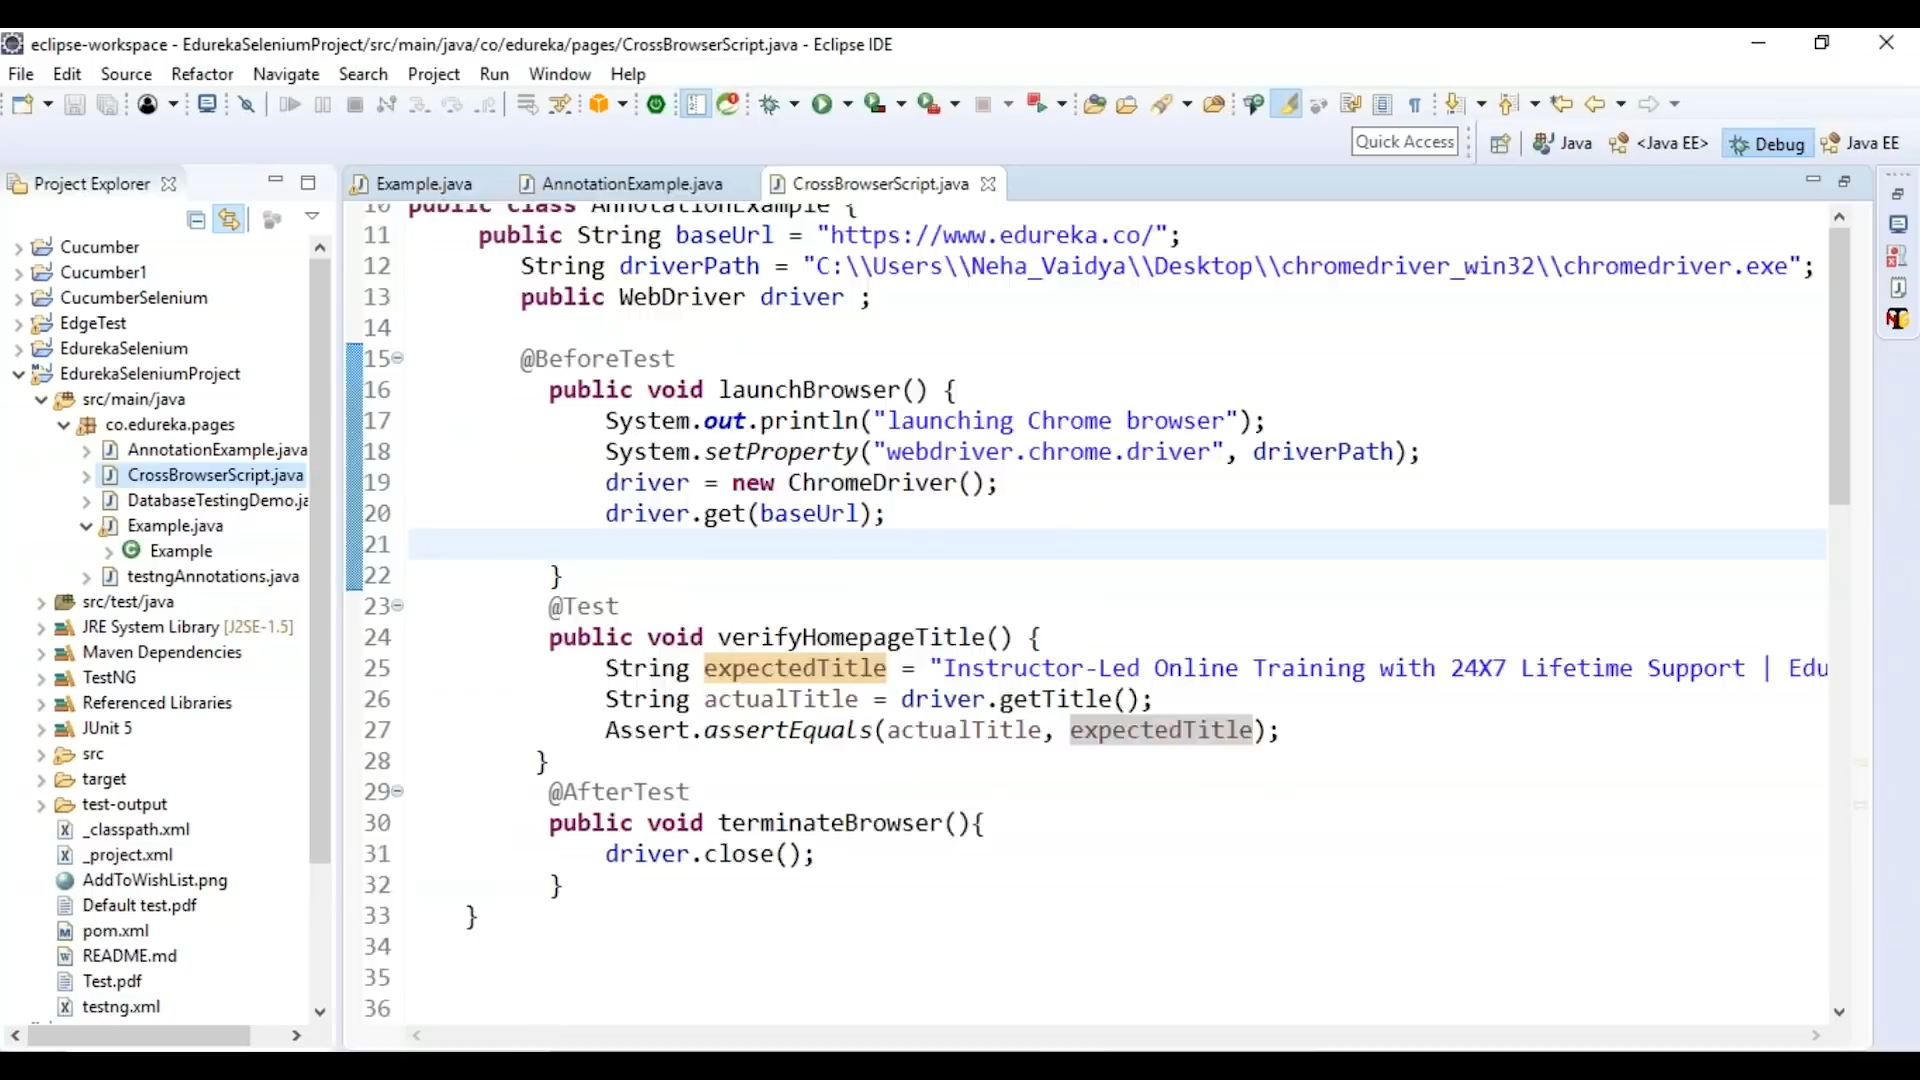 eclipse-workspace - EdurekaSeleniumProject/src/main/java/co/edureka/pages/CrossBrowserScript.java - Eclipse IDE
File Edit Source Refactor Navigate Search Project Run Window Help
Quick Access Java <Java EE> Debug Java EE
Project Explorer
Example.java AnnotationExample.java CrossBrowserScript.java
Cucumber
Cucumber1
CucumberSelenium
EdgeTest
EdurekaSelenium
EdurekaSeleniumProject
src/main/java
co.edureka.pages
AnnotationExample.java
CrossBrowserScript.java
DatabaseTestingDemo.ja
Example.java
Example
testngAnnotations.java
src/test/java
JRE System Library [J2SE-1.5]
Maven Dependencies
TestNG
Referenced Libraries
JUnit 5
src
target
test-output
_classpath.xml
_project.xml
AddToWishList.png
Default test.pdf
pom.xml
README.md
Test.pdf
testng.xml
10 public class AnnotationExample {
11 public String baseUrl = "https://www.edureka.co/";
12 String driverPath = "C:\\Users\\Neha_Vaidya\\Desktop\\chromedriver_win32\\chromedriver.exe";
13 public WebDriver driver ;
14
15 @BeforeTest
16 public void launchBrowser() {
17 System.out.println("launching Chrome browser");
18 System.setProperty("webdriver.chrome.driver", driverPath);
19 driver = new ChromeDriver();
20 driver.get(baseUrl);
21
22 }
23 @Test
24 public void verifyHomepageTitle() {
25 String expectedTitle = "Instructor-Led Online Training with 24X7 Lifetime Support | Edu
26 String actualTitle = driver.getTitle();
27 Assert.assertEquals(actualTitle, expectedTitle);
28 }
29 @AfterTest
30 public void terminateBrowser(){
31 driver.close();
32 }
33 }
34
35
36